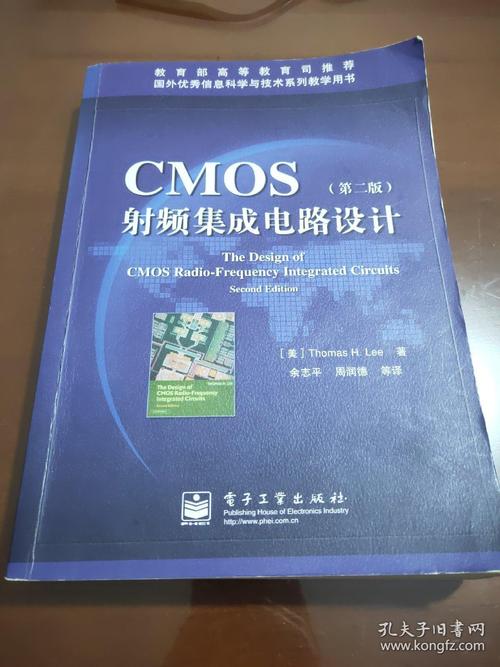 教育部高等教育司推荐
国外优秀信息科学与技术系列教学用书
CMOS
（第二版）
射频集成电路设计
The Design of
CMOS Radio-Frequency Integrated Circuits
Second Edition
[美] Thomas H. Lee 著
余志平 周润德 等译
THOMAS H. LEE
The Design of
CMOS Radio-Frequency
Integrated Circuits
Second Edition
PHEI
電子工業出版社
Publishing House of Electronics Industry
http://www.phei.com.cn
孔夫子旧书网
www.kongfz.com